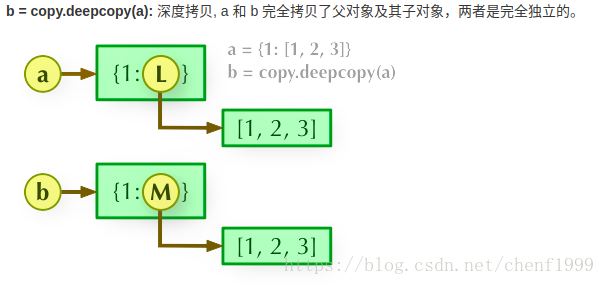 b = copy.deepcopy(a): 深度拷贝, a 和 b 完全拷贝了父对象及其子对象，两者是完全独立的。
a = {1: [1, 2, 3]}
b = copy.deepcopy(a)
a
{1: L }
[1, 2, 3]
b
{1: M }
[1, 2, 3]
https://blog.csdn.net/chenfl999